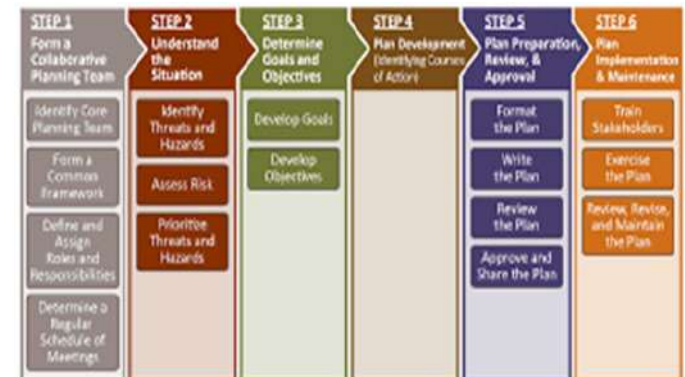 STEP 1
Form a
Collaborative
Planning Team
Identify Core
Planning Team
Form a
Common
Framework
Define and
Assign
Roles and
Responsibilities
Determine a
Regular
Schedule of
Meetings
STEP 2
Understand
the
Situation
Identify
Threats and
Hazards
Assess Risk
Prioritize
Threats and
Hazards
STEP 3
Determine
Goals and
Objectives
Develop Goals
Develop
Objectives
STEP 4
Plan Development
(Identifying Courses
of Action)
STEP 5
Plan Preparation,
Review, &
Approval
Format
the Plan
Write
the Plan
Review
the Plan
Approve and
Share the Plan
STEP 6
Plan
Implementation
& Maintenance
Train
Stakeholders
Exercise
the Plan
Review, Revise,
and Maintain
the Plan